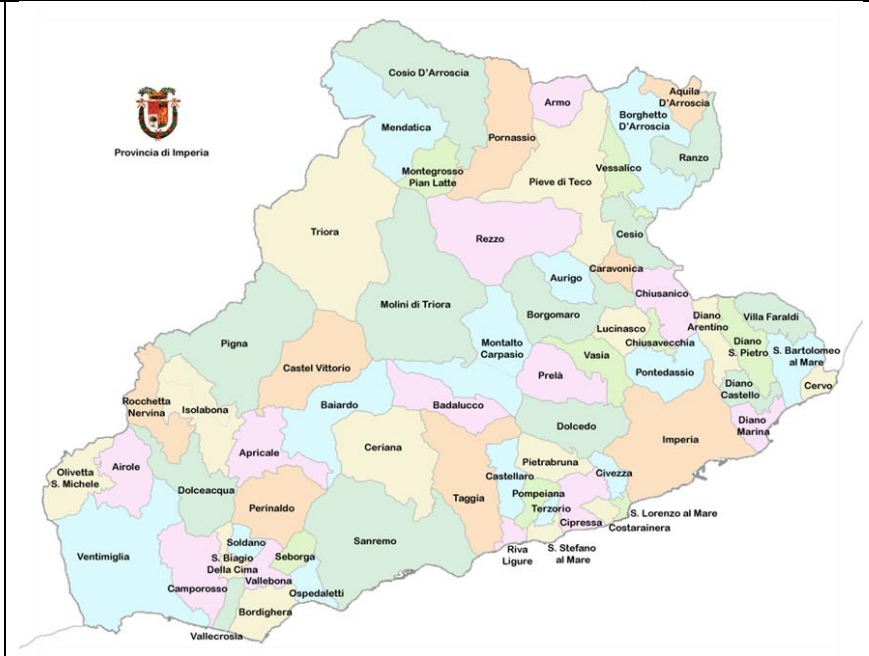 Provincia di Imperia
Cosio D'Arroscia
Mendatica
Pornassio
Armo
Aquila
D'Arroscia
Borghetto
D'Arroscia
Ranzo
Vessalico
Montegrosso
Pian Latte
Pieve di Teco
Triora
Rezzo
Cesio
Caravonica
Aurigo
Chiusanico
Molini di Triora
Borgomaro
Lucinasco
Chiusavecchia
Diano
Arentino
Villa Faraldi
Pigna
Montalto
Carpasio
Vasia
Diano
S. Pietro
S. Bartolomeo
al Mare
Castel Vittorio
Prelà
Pontedassio
Diano
Castello
Cervo
Rocchetta
Nervina
Isolabona
Baiardo
Badalucco
Diano
Marina
Dolcedo
Imperia
Apricale
Ceriana
Olivetta
S. Michele
Airole
Pietrabruna
Castellaro
Civezza
Dolceacqua
Perinaldo
Taggia
Pompeiana
Terzorio
Cipressa
S. Lorenzo al Mare
Costarainera
Ventimiglia
Soldano
S. Biagio
Della Cima
Seborga
Sanremo
Riva
Ligure
S. Stefano
al Mare
Vallebona
Camporosso
Ospedaletti
Bordighera
Vallecrosia